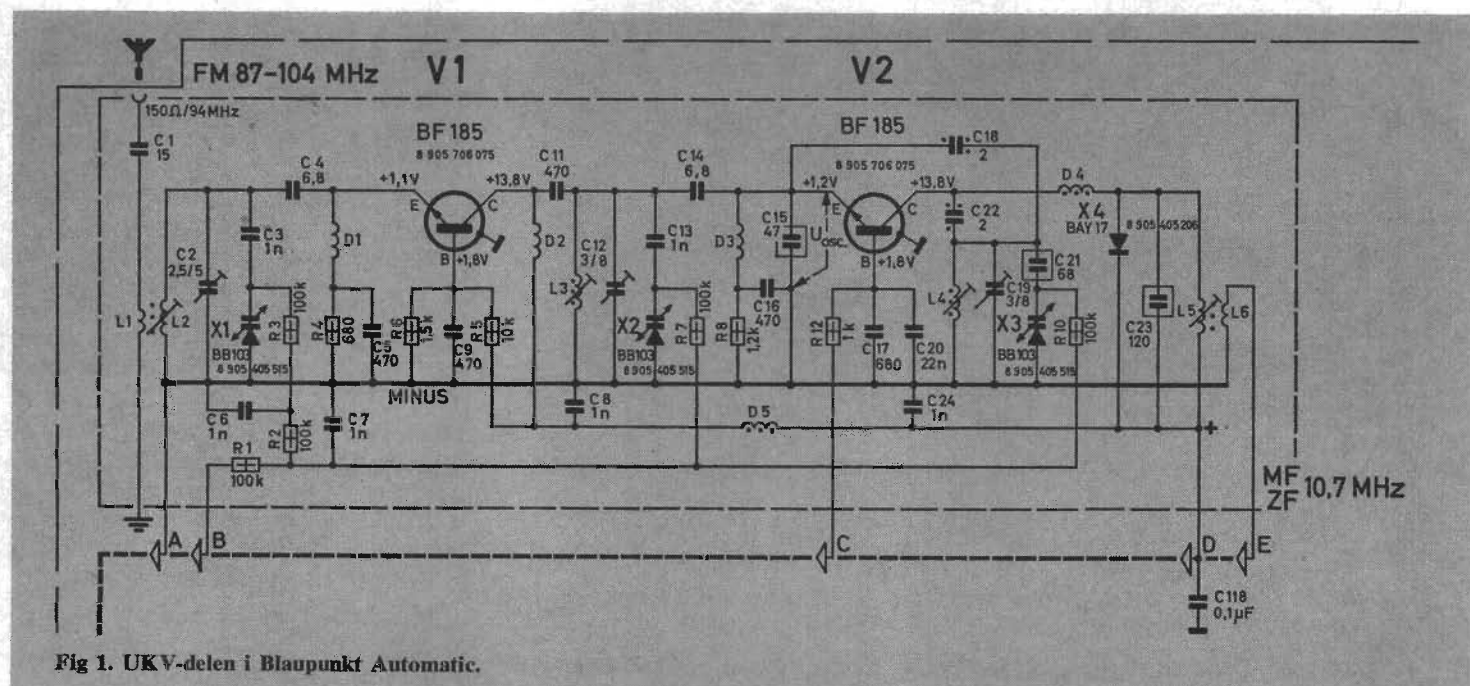 FM 87-104 MHz
V1
V2
150Ω/94MHz
C1
15
BF 185
8 905 706 075
BF 185
8 905 706 075
C18
2
C4
6,8
+1,1V
+13,8V
C11
470
C14
6,8
+1,2V
+13,8V
D4
E
C
E
C
C3
1n
C2
2,5/5
D1
B
+1,8V
D2
C12
3/8
C13
1n
D3
C15
47
UOSC.
B
+1,8V
C22
2
X4
BAY 17
8 905 405 206
C21
68
L1
L2
X1
BB103
8 905 405 515
R3
100k
R4
680
C5
470
R6
1,5k
C9
470
R5
10k
L3
X2
BB103
8 905 405 515
R7
100k
R8
1,2k
C16
470
R12
1k
C17
680
C20
22n
L4
C19
3/8
X3
BB103
8 905 405 515
R10
100k
C23
120
L5
L6
MINUS
C6
1n
R2
100k
C7
1n
C8
1n
D5
C24
1n
+
R1
100k
MF
ZF
10,7 MHz
A
B
C
D
E
C118
0,1µF
Fig 1. UKV-delen i Blaupunkt Automatic.